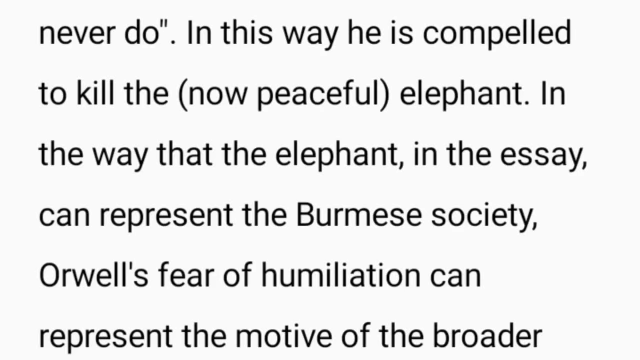 never do". In this way he is compelled
to kill the (now peaceful) elephant. In
the way that the elephant, in the essay,
can represent the Burmese society,
Orwell's fear of humiliation can
represent the motive of the broader